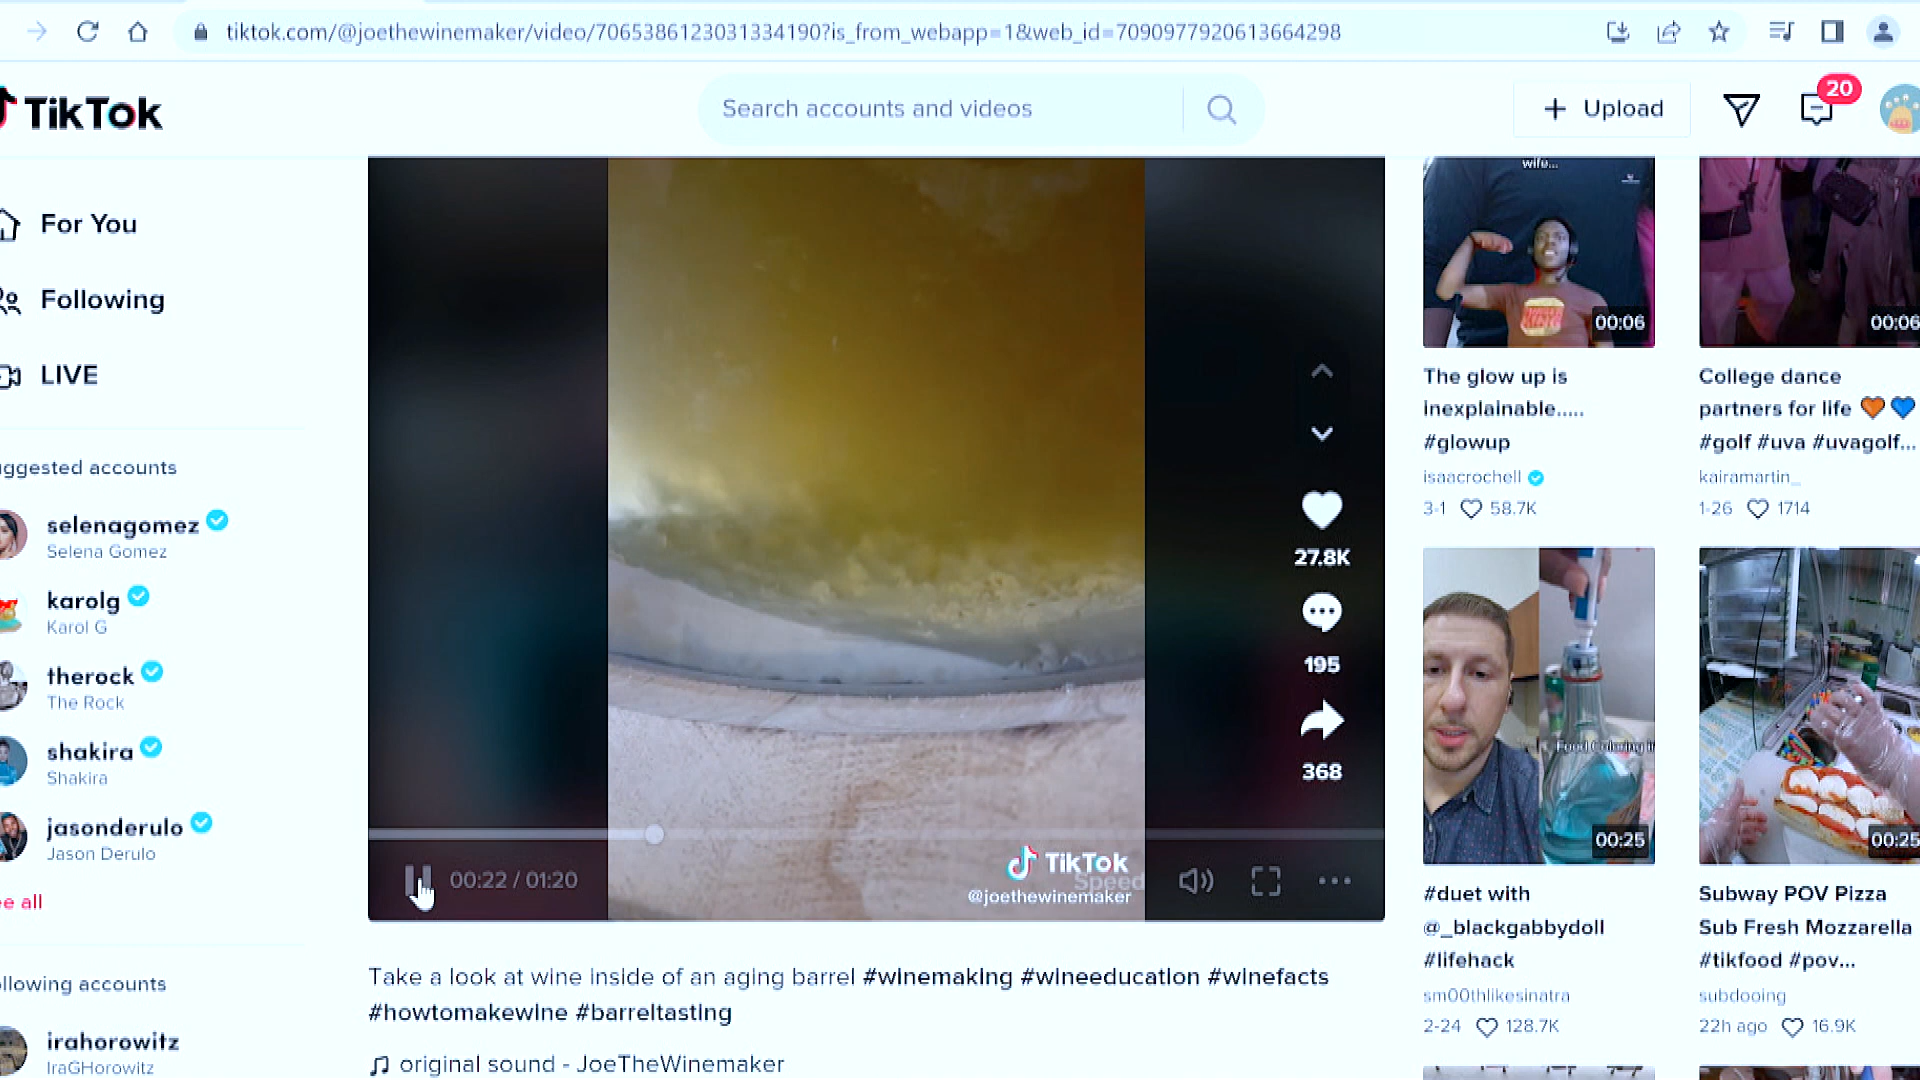 tiktok.com/@joethewinemaker/video/7065386123031334190?is_from_webapp=1&web_id=7090977920613664298
TikTok
Search accounts and videos
Upload
20
For You
Following
LIVE
uggested accounts
selenagomez
Selena Gomez
karolg
Karol G
therock
The Rock
shakira
Shakira
jasonderulo
Jason Derulo
e all
llowing accounts
irahorowitz
IraGHorowitz
27.8K
195
368
00:22 / 01:20
TikTok
Speed
@joethewinemaker
Take a look at wine inside of an aging barrel #winemaking #wineeducation #winefacts
#howtomakewine #barreltasting
original sound - JoeTheWinemaker
wife...
00:06
The glow up is
inexplainable.....
#glowup
isaacrochell
3-1 58.7K
00:06
College dance
partners for life
#golf #uva #uvagolf...
kairamartin_
1-26 1714
Food Coloring
00:25
#duet with
@_blackgabbydoll
#lifehack
sm00thlikesinatra
2-24 128.7K
00:25
Subway POV Pizza
Sub Fresh Mozzarella
#tikfood #pov...
subdooing
22h ago 16.9K